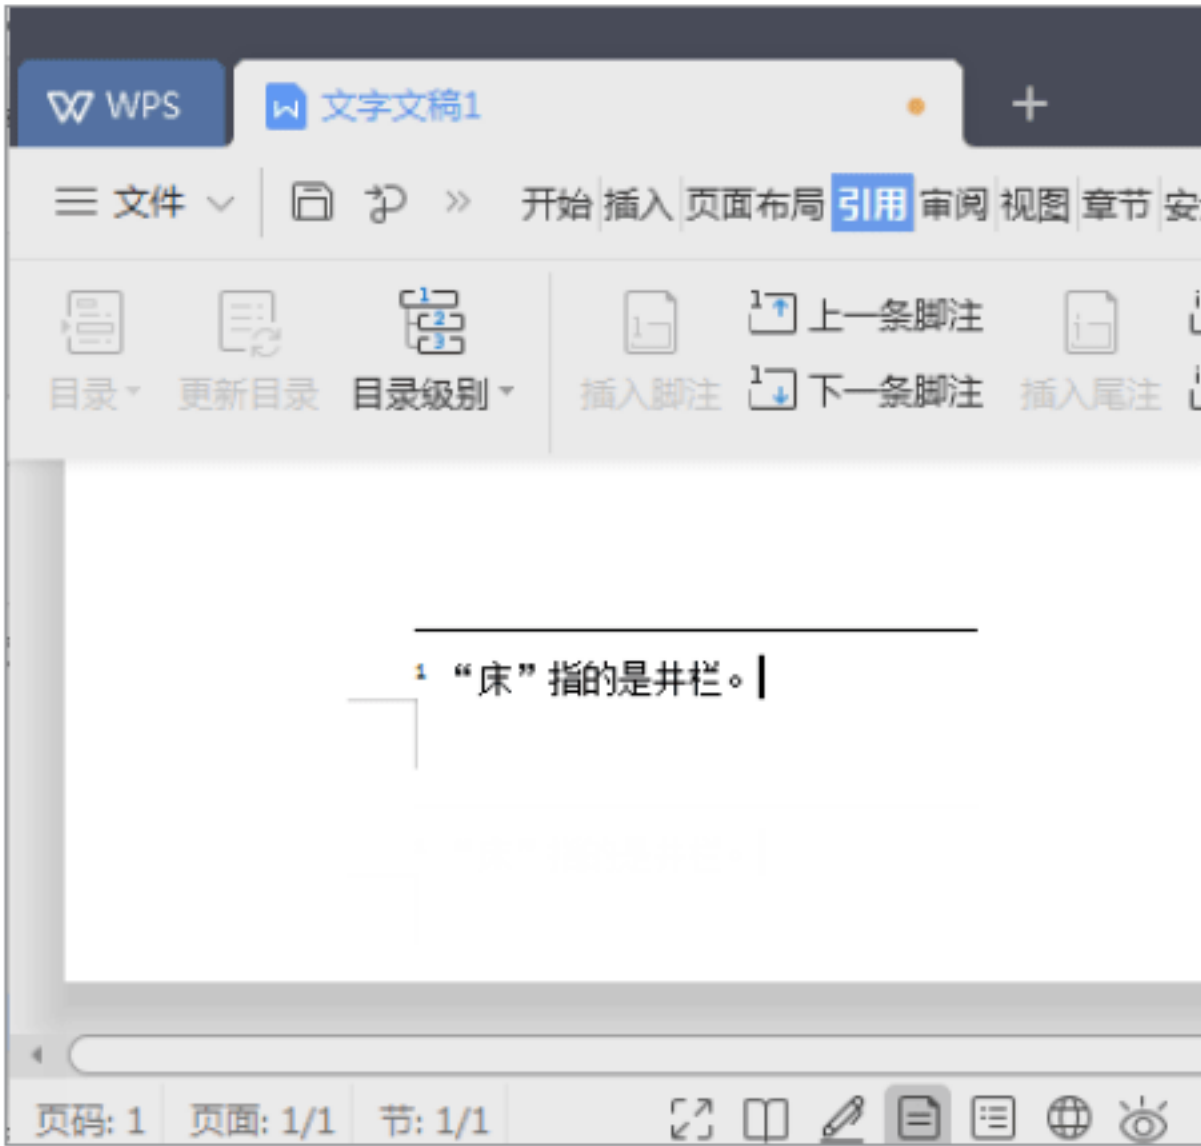 WPS 文字文稿1
文件 开始 插入 页面布局 引用 审阅 视图 章节 安
目录 更新目录 目录级别 插入脚注 上一条脚注 下一条脚注 插入尾注
1 “床”指的是井栏。
页码: 1 页面: 1/1 节: 1/1